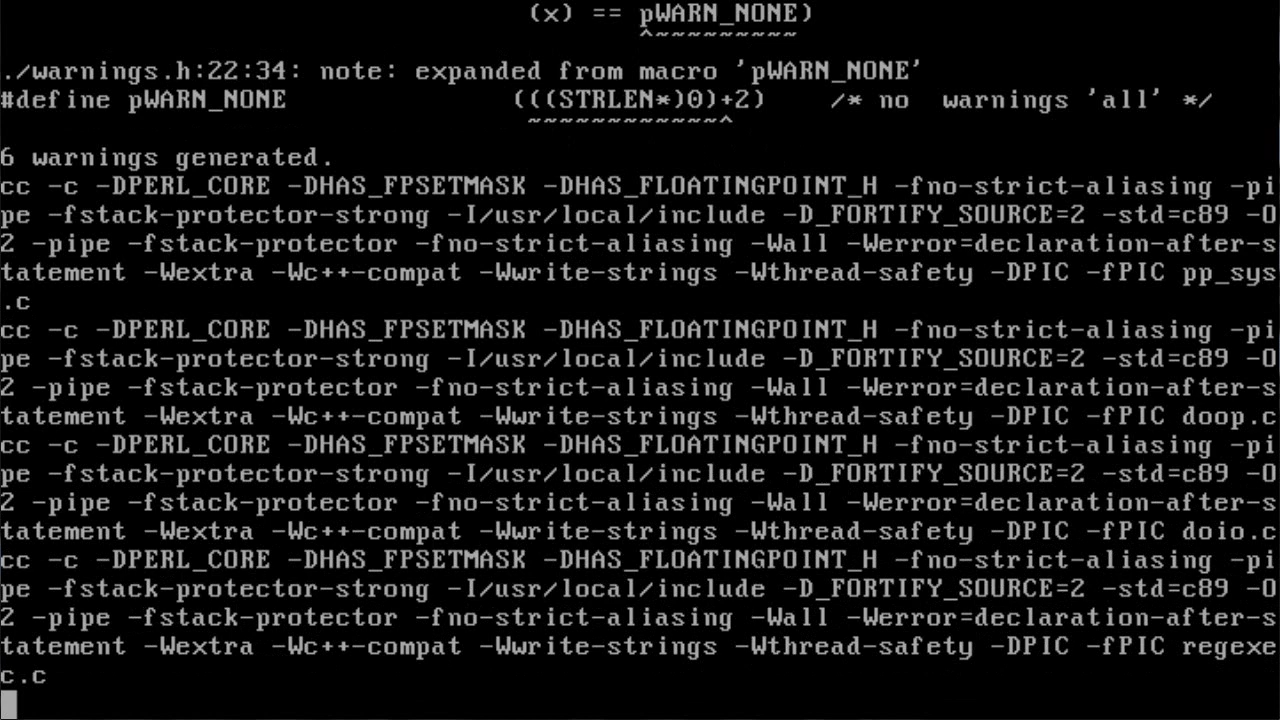 (x) == pWARN_NONE)
^~~~~~~~~~
./warnings.h:22:34: note: expanded from macro 'pWARN_NONE'
#define pWARN_NONE (((STRLEN*)0)+2) /* no warnings 'all' */
~~~~~~~~~~~~^
6 warnings generated.
cc -c -DPERL_CORE -DHAS_FPSETMASK -DHAS_FLOATINGPOINT_H -fno-strict-aliasing -pi
pe -fstack-protector-strong -I/usr/local/include -D_FORTIFY_SOURCE=2 -std=c89 -O
2 -pipe -fstack-protector -fno-strict-aliasing -Wall -Werror=declaration-after-s
tatement -Wextra -Wc++-compat -Wwrite-strings -Wthread-safety -DPIC -fPIC pp_sys
.c
cc -c -DPERL_CORE -DHAS_FPSETMASK -DHAS_FLOATINGPOINT_H -fno-strict-aliasing -pi
pe -fstack-protector-strong -I/usr/local/include -D_FORTIFY_SOURCE=2 -std=c89 -O
2 -pipe -fstack-protector -fno-strict-aliasing -Wall -Werror=declaration-after-s
tatement -Wextra -Wc++-compat -Wwrite-strings -Wthread-safety -DPIC -fPIC doop.c
cc -c -DPERL_CORE -DHAS_FPSETMASK -DHAS_FLOATINGPOINT_H -fno-strict-aliasing -pi
pe -fstack-protector-strong -I/usr/local/include -D_FORTIFY_SOURCE=2 -std=c89 -O
2 -pipe -fstack-protector -fno-strict-aliasing -Wall -Werror=declaration-after-s
tatement -Wextra -Wc++-compat -Wwrite-strings -Wthread-safety -DPIC -fPIC doio.c
cc -c -DPERL_CORE -DHAS_FPSETMASK -DHAS_FLOATINGPOINT_H -fno-strict-aliasing -pi
pe -fstack-protector-strong -I/usr/local/include -D_FORTIFY_SOURCE=2 -std=c89 -O
2 -pipe -fstack-protector -fno-strict-aliasing -Wall -Werror=declaration-after-s
tatement -Wextra -Wc++-compat -Wwrite-strings -Wthread-safety -DPIC -fPIC regexe
c.c